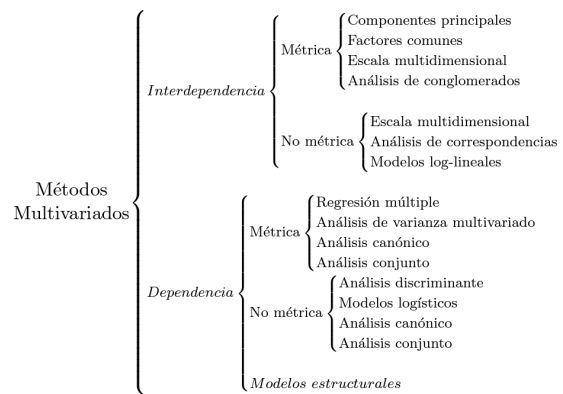 Métodos
Multivariados
Interdependencia
Métrica
Componentes principales
Factores comunes
Escala multidimensional
Análisis de conglomerados
No métrica
Escala multidimensional
Análisis de correspondencias
Modelos log-lineales
Dependencia
Métrica
Regresión múltiple
Análisis de varianza multivariado
Análisis canónico
Análisis conjunto
No métrica
Análisis discriminante
Modelos logísticos
Análisis canónico
Análisis conjunto
Modelos estructurales